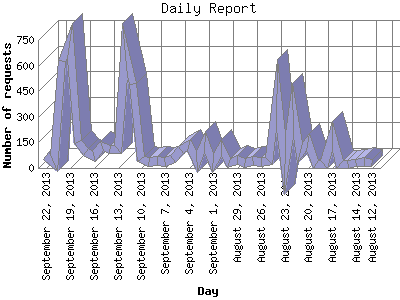 Daily Report
Number of requests
750
600
450
300
150
0
September 22, 2013
September 19, 2013
September 16, 2013
September 13, 2013
September 10, 2013
September 7, 2013
September 4, 2013
September 1, 2013
August 29, 2013
August 26, 2013
August 23, 2013
August 20, 2013
August 17, 2013
August 14, 2013
August 12, 2013
Day